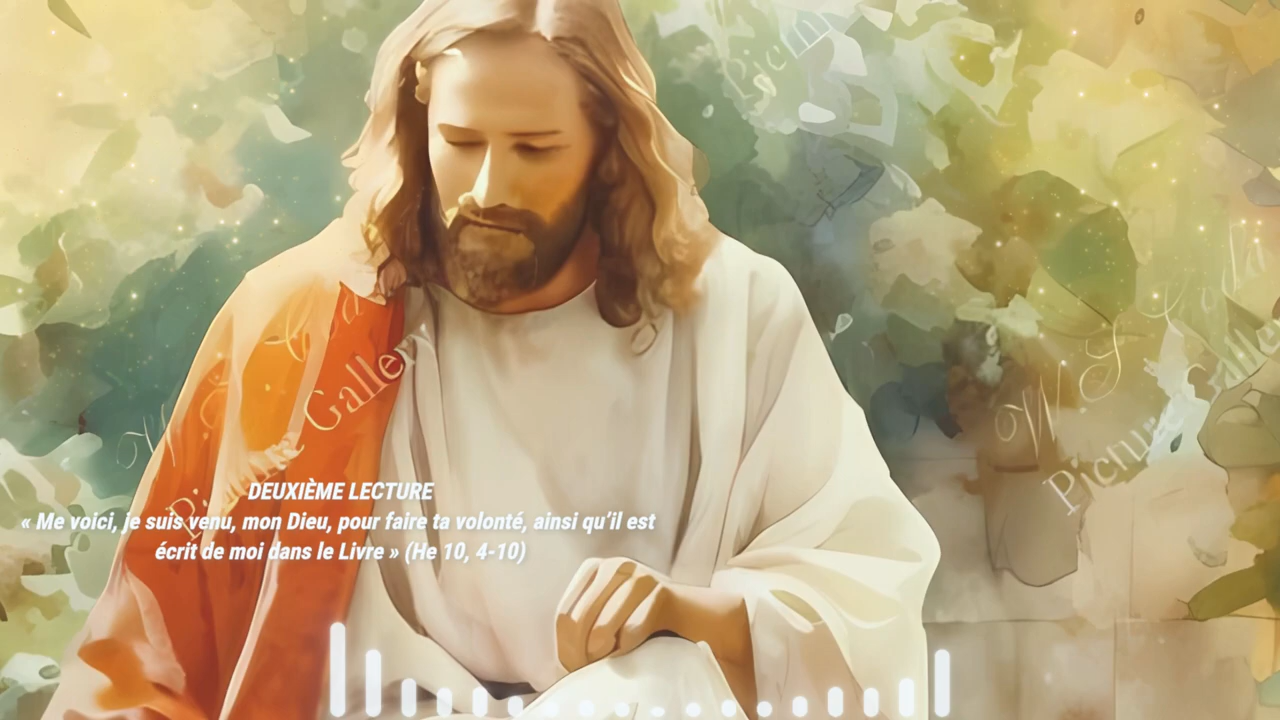 DEUXIÈME LECTURE
« Me voici, je suis venu, mon Dieu, pour faire ta volonté, ainsi qu’il est
écrit de moi dans le Livre » (He 10, 4-10)
Gallery
W. J